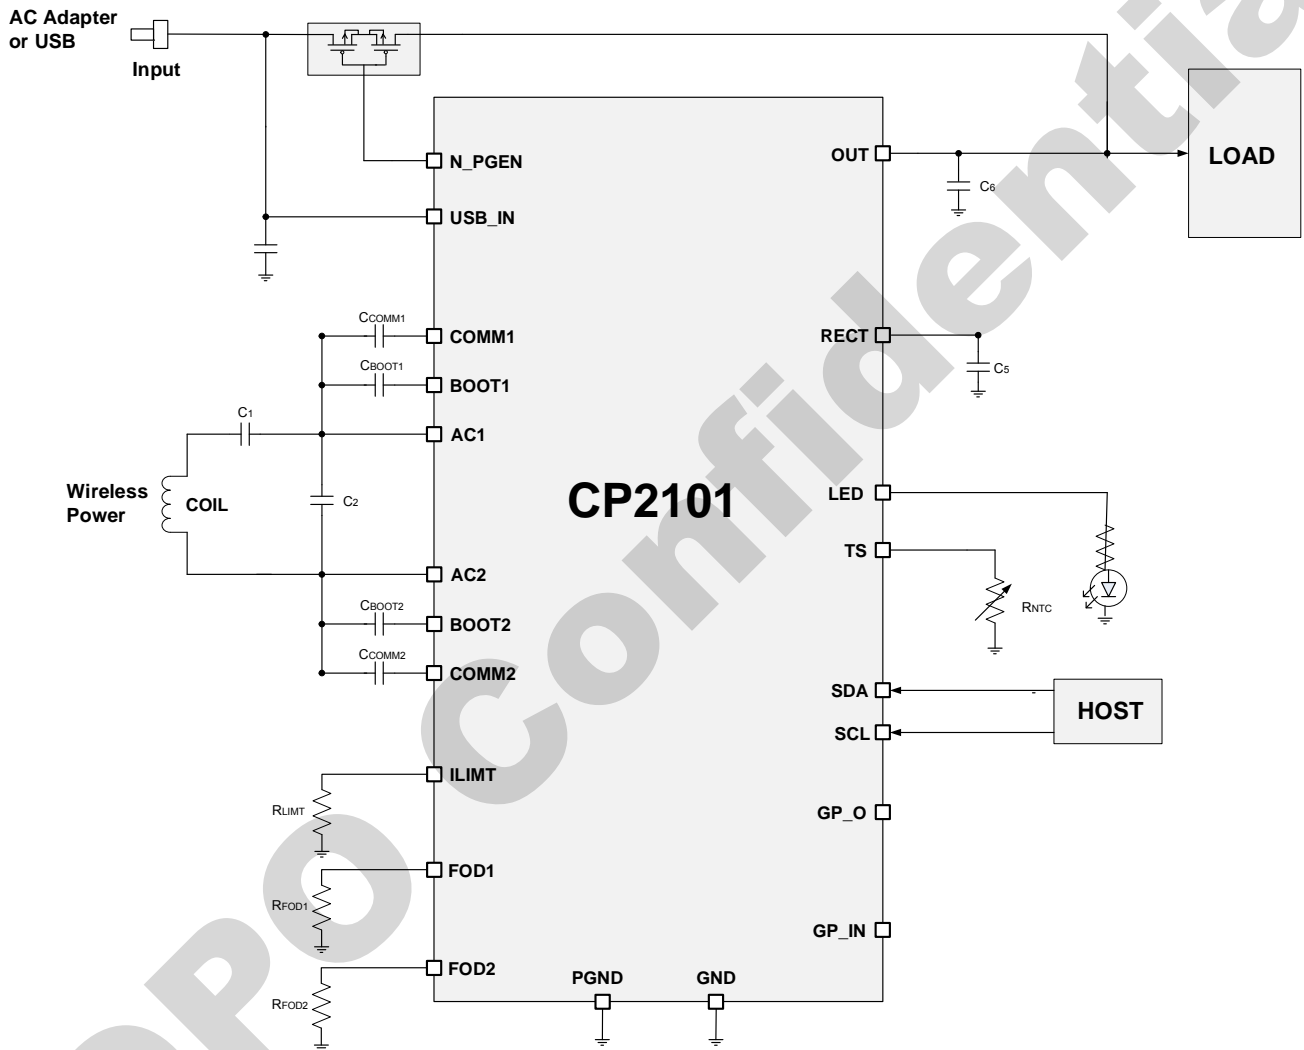 AC Adapter
or USB
Input
N_PGEN
USB_IN
OUT
LOAD
C6
CCOMM1
COMM1
RECT
CBOOT1
BOOT1
C5
C1
AC1
Wireless
Power
COIL
C2
CP2101
LED
TS
AC2
RNTC
CBOOT2
BOOT2
CCOMM2
COMM2
SDA
HOST
SCL
ILIMT
RLIMT
GP_O
FOD1
RFOD1
GP_IN
FOD2
RFOD2
PGND
GND
Confidential